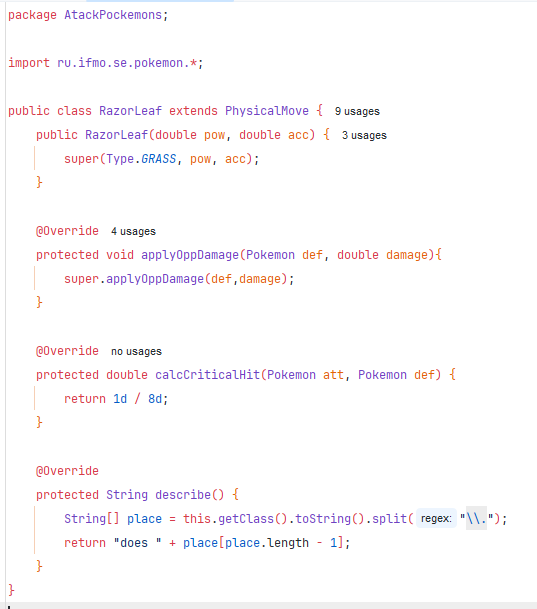 package AtackPockemons;
import ru.ifmo.se.pokemon.*;
public class RazorLeaf extends PhysicalMove { 9 usages
public RazorLeaf(double pow, double acc) { 3 usages
super(Type.GRASS, pow, acc);
}
@Override 4 usages
protected void applyOppDamage(Pokemon def, double damage){
super.applyOppDamage(def,damage);
}
@Override no usages
protected double calcCriticalHit(Pokemon att, Pokemon def) {
return 1d / 8d;
}
@Override
protected String describe() {
String[] place = this.getClass().toString().split( regex: "\\.");
return "does " + place[place.length - 1];
}
}